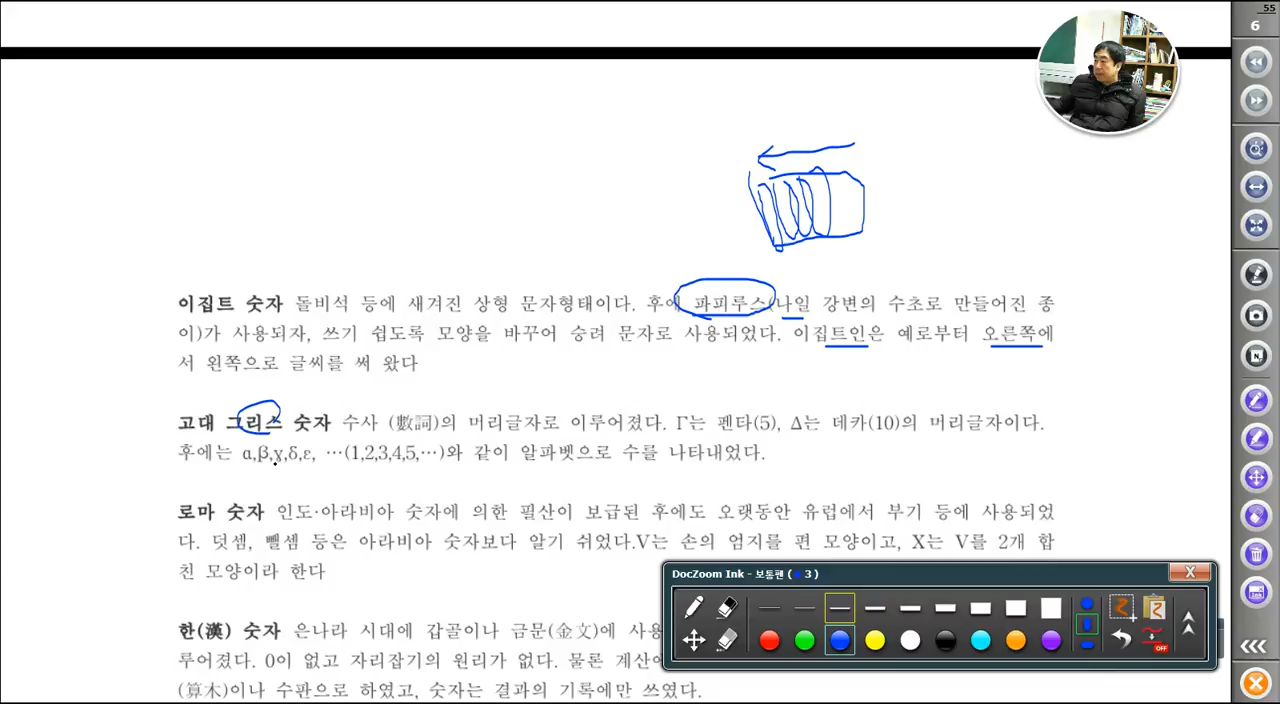 55
6
이집트 숫자 돌비석 등에 새겨진 상형 문자형태이다. 후에 파피루스(나일 강변의 수초로 만들어진 종
이)가 사용되자, 쓰기 쉽도록 모양을 바꾸어 승려 문자로 사용되었다. 이집트인은 예로부터 오른쪽에
서 왼쪽으로 글씨를 써 왔다
고대 그리스 숫자 수사 (數詞)의 머리글자로 이루어졌다. Γ는 펜타(5), Δ는 데카(10)의 머리글자이다.
후에는 α,β,γ,δ,ε, …(1,2,3,4,5,…)와 같이 알파벳으로 수를 나타내었다.
로마 숫자 인도·아라비아 숫자에 의한 필산이 보급된 후에도 오랫동안 유럽에서 부기 등에 사용되었
다. 덧셈, 뺄셈 등은 아라비아 숫자보다 알기 쉬었다.V는 손의 엄지를 편 모양이고, X는 V를 2개 합
친 모양이라 한다
한(漢) 숫자 은나라 시대에 갑골이나 금문(金文)에 사용
루어졌다. 0이 없고 자리잡기의 원리가 없다. 물론 계산
(算木)이나 수판으로 하였고, 숫자는 결과의 기록에만 쓰였다.
DocZoom Ink - 보통펜 ( 3 )
OFF
N